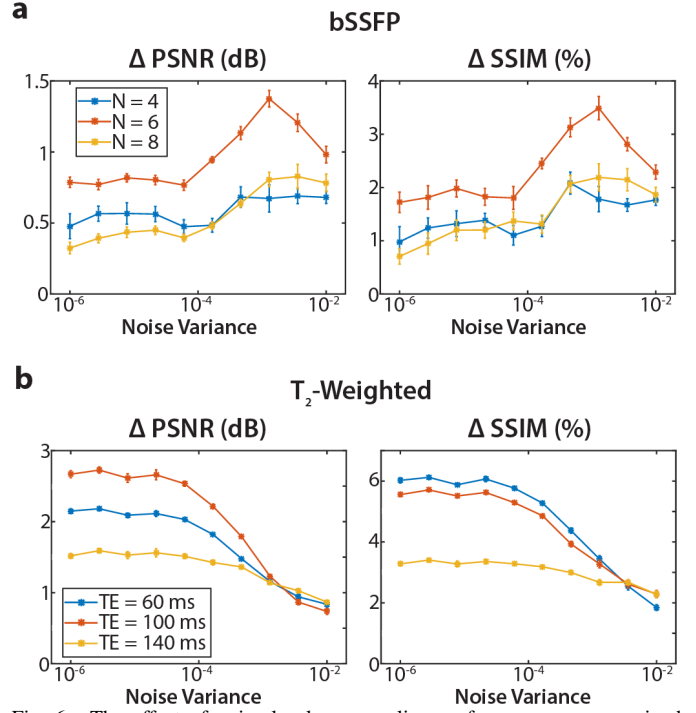 a
bSSFP
Δ PSNR (dB)
Δ SSIM (%)
1.5
1
0.5
0
N = 4
N = 6
N = 8
10^-6
10^-4
10^-2
Noise Variance
4
3
2
1
0
10^-6
10^-4
10^-2
Noise Variance
b
T2-Weighted
Δ PSNR (dB)
Δ SSIM (%)
3
2
1
0
TE = 60 ms
TE = 100 ms
TE = 140 ms
10^-6
10^-4
10^-2
Noise Variance
6
4
2
0
10^-6
10^-4
10^-2
Noise Variance